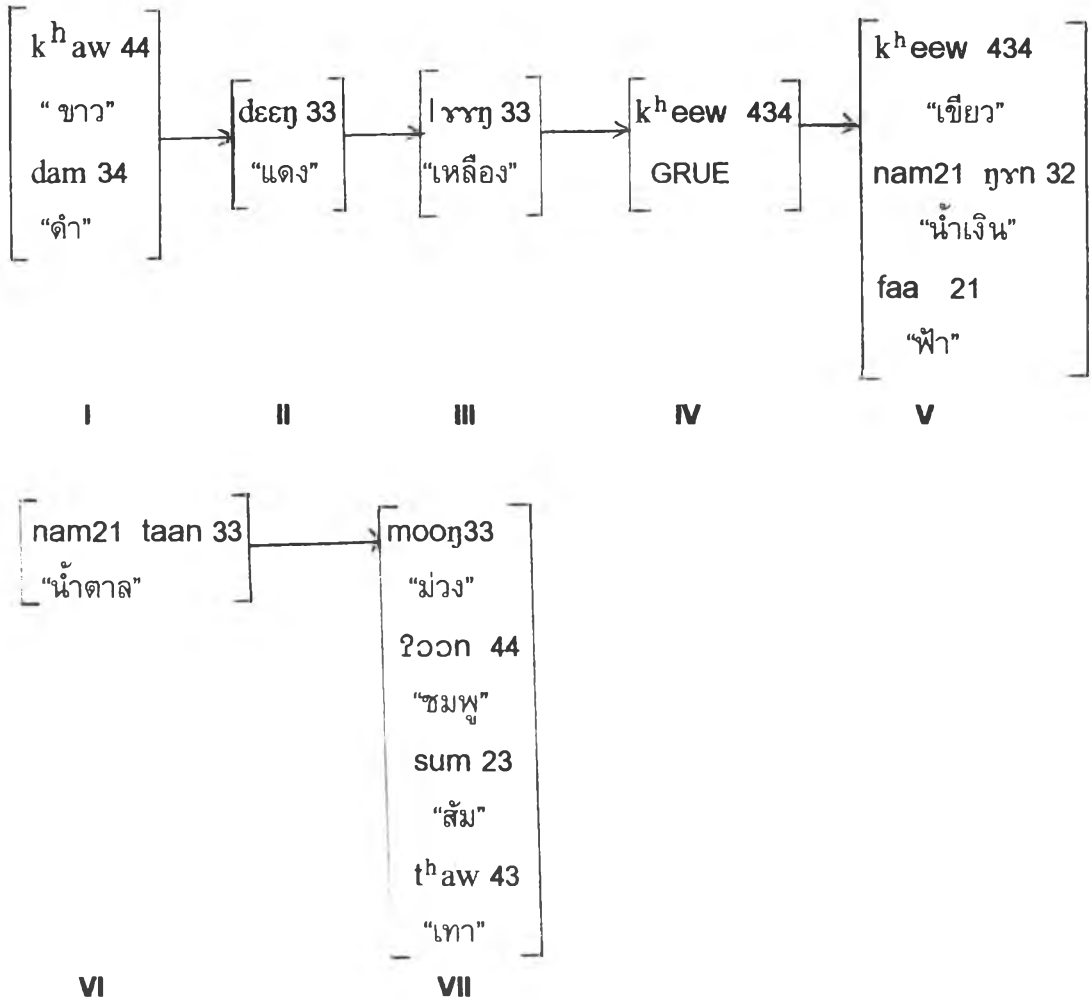 kʰaw 44
“ขาว”
dam 34
“ดำ”
dɛɛŋ 33
“แดง”
lɤɤŋ 33
“เหลือง”
kʰeew 434
GRUE
kʰeew 434
“เขียว”
nam21 ŋɤn 32
“น้ำเงิน”
faa 21
“ฟ้า”
I II III IV V
nam21 taan 33
“น้ำตาล”
mooŋ33
“ม่วง”
ʔɔɔn 44
“ชมพู”
sum 23
“ส้ม”
tʰaw 43
“เทา”
VI VII